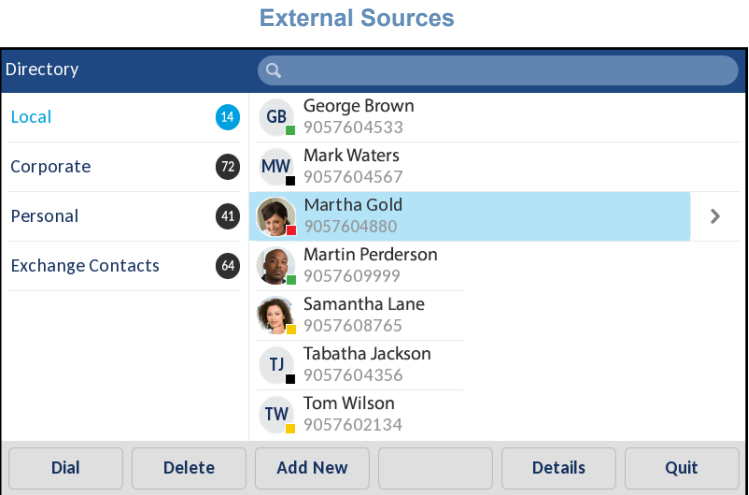 External Sources
Directory
Local 14
Corporate 72
Personal 41
Exchange Contacts 64
GB George Brown
9057604533
MW Mark Waters
9057604567
Martha Gold
9057604880
Martin Perderson
9057609999
Samantha Lane
9057608765
TJ Tabatha Jackson
9057604356
TW Tom Wilson
9057602134
Dial Delete Add New Details Quit